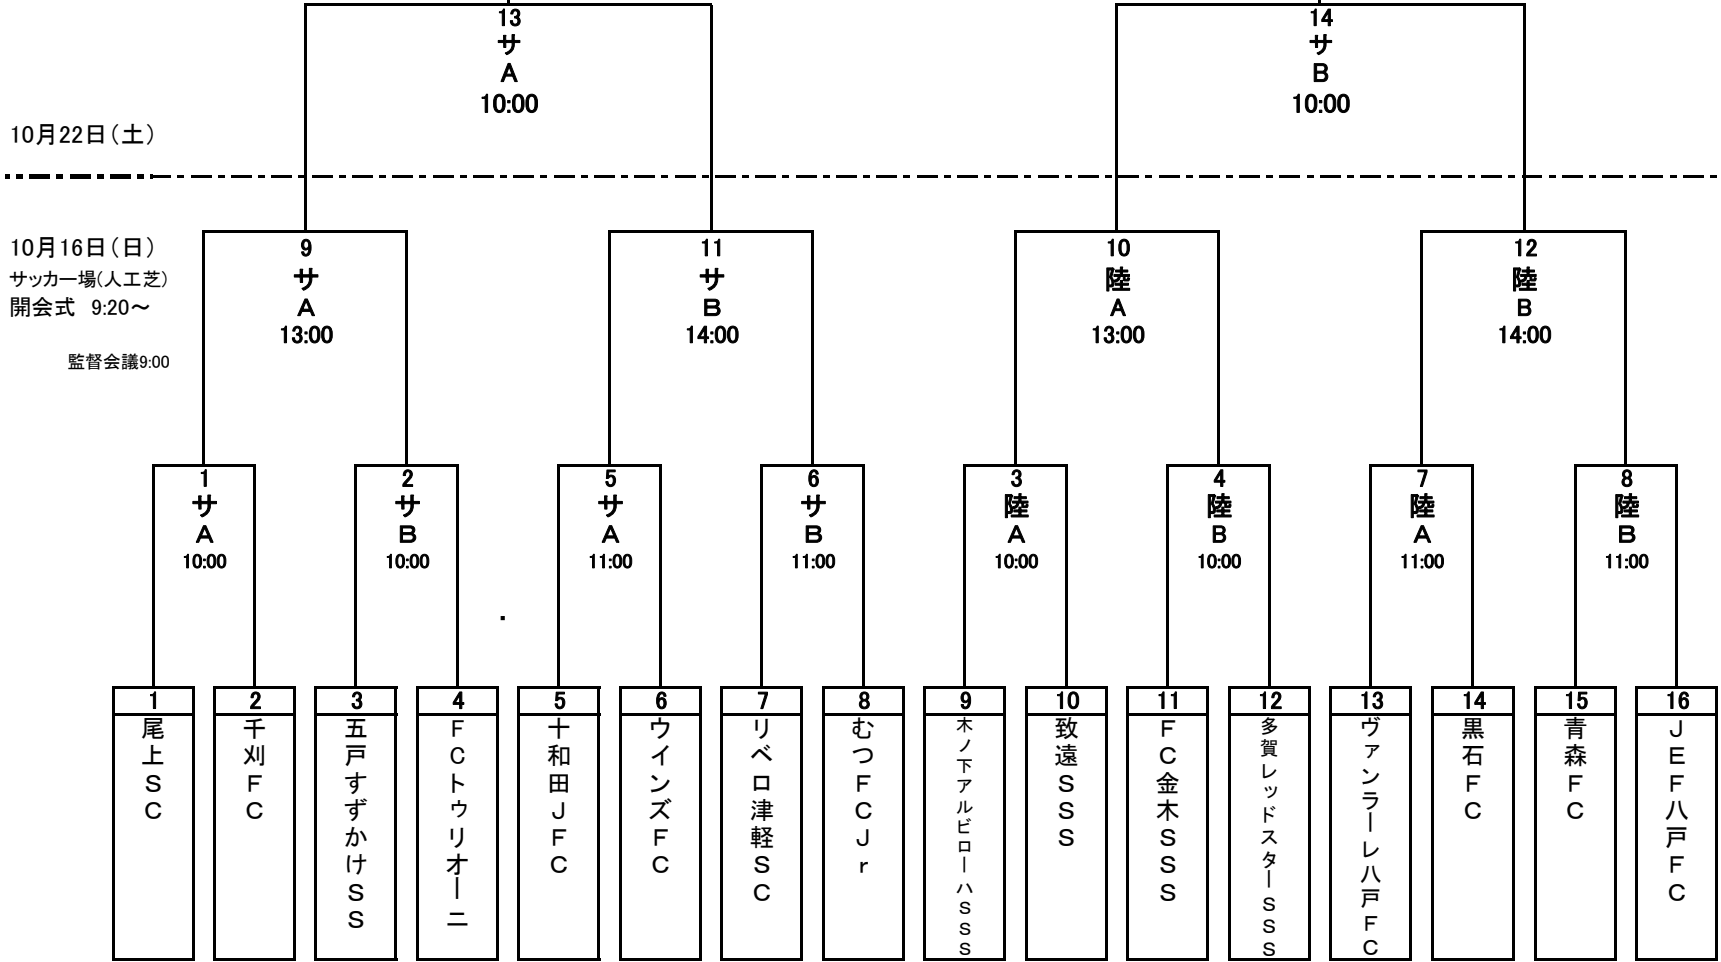 13
サ
A
10:00
14
サ
B
10:00
10月22日(土)
10月16日(日)
サッカー場(人工芝)
開会式 9:20～
監督会議9:00
9
サ
A
13:00
11
サ
B
14:00
10
陸
A
13:00
12
陸
B
14:00
1
サ
A
10:00
2
サ
B
10:00
5
サ
A
11:00
6
サ
B
11:00
3
陸
A
10:00
4
陸
B
10:00
7
陸
A
11:00
8
陸
B
11:00
1
尾上SC
2
千刈FC
3
五戸すずかけSS
4
FCトゥリオーニ
5
十和田JFC
6
ウインズFC
7
リベロ津軽SC
8
むつFCJr
9
木ノ下アルビローハSSS
10
致遠SSS
11
FC金木SSS
12
多賀レッドスターSSS
13
ヴァンラーレ八戸FC
14
黒石FC
15
青森FC
16
JEF八戸FC